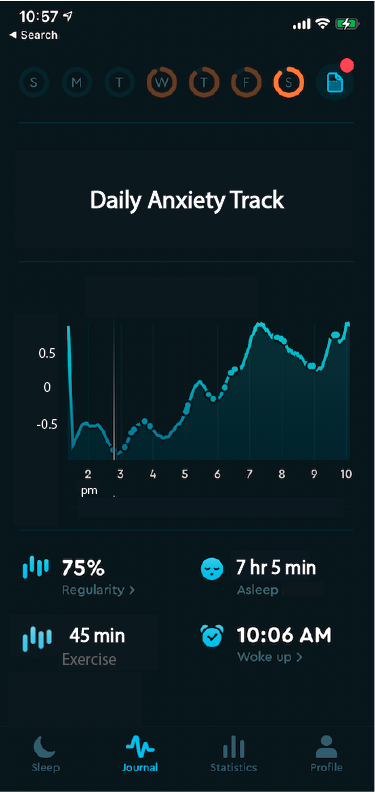 10:57
◀ Search
S M T W T F S
Daily Anxiety Track
0.5
0
-0.5
2 3 4 5 6 7 8 9 10
pm
75%
Regularity >
7 hr 5 min
Asleep
45 min
Exercise
10:06 AM
Woke up >
Sleep Journal Statistics Profile